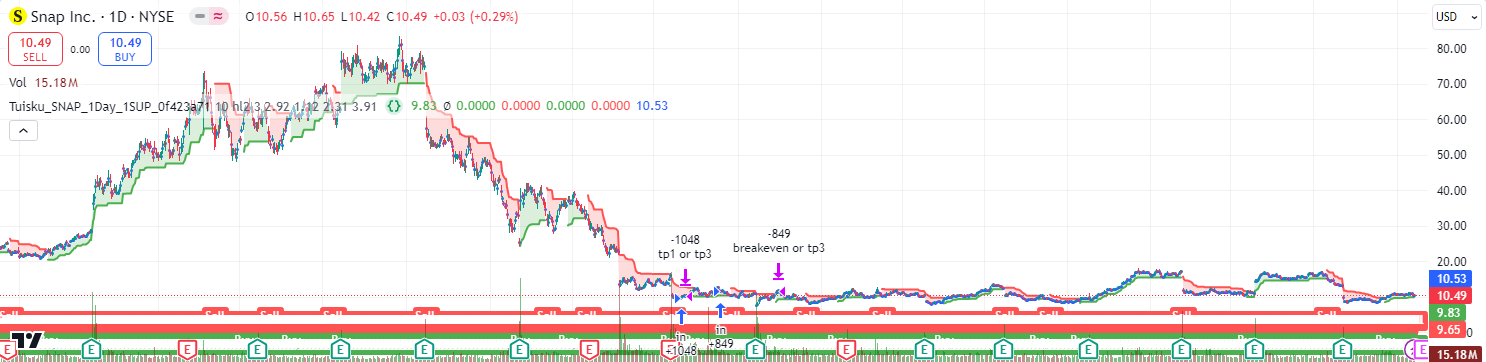 S Snap Inc. · 1D · NYSE O10.56 H10.65 L10.42 C10.49 +0.03 (+0.29%)
USD
10.49
SELL
0.00
10.49
BUY
Vol 15.18M
Tuisku_SNAP_1Day_1SUP_0f423a71 10 hl2 3 2.92 1.12 2.31 3.91 9.83 Ø 0.0000 0.0000 0.0000 0.0000 10.53
80.00
70.00
60.00
50.00
40.00
30.00
20.00
-1048
tp1 or tp3
-849
breakeven or tp3
10.53
10.49
9.83
9.65
0
in
+1048
in
+849
E E E E E E E E E E E E E E E E
15.18M